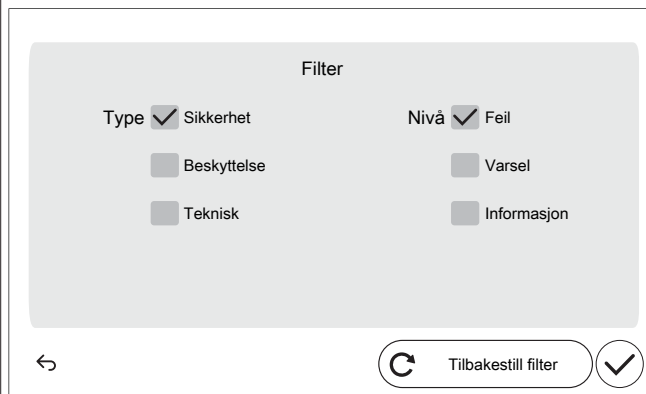 Filter
Type Sikkerhet Nivå Feil
Beskyttelse Varsel
Teknisk Informasjon
Tilbakestill filter